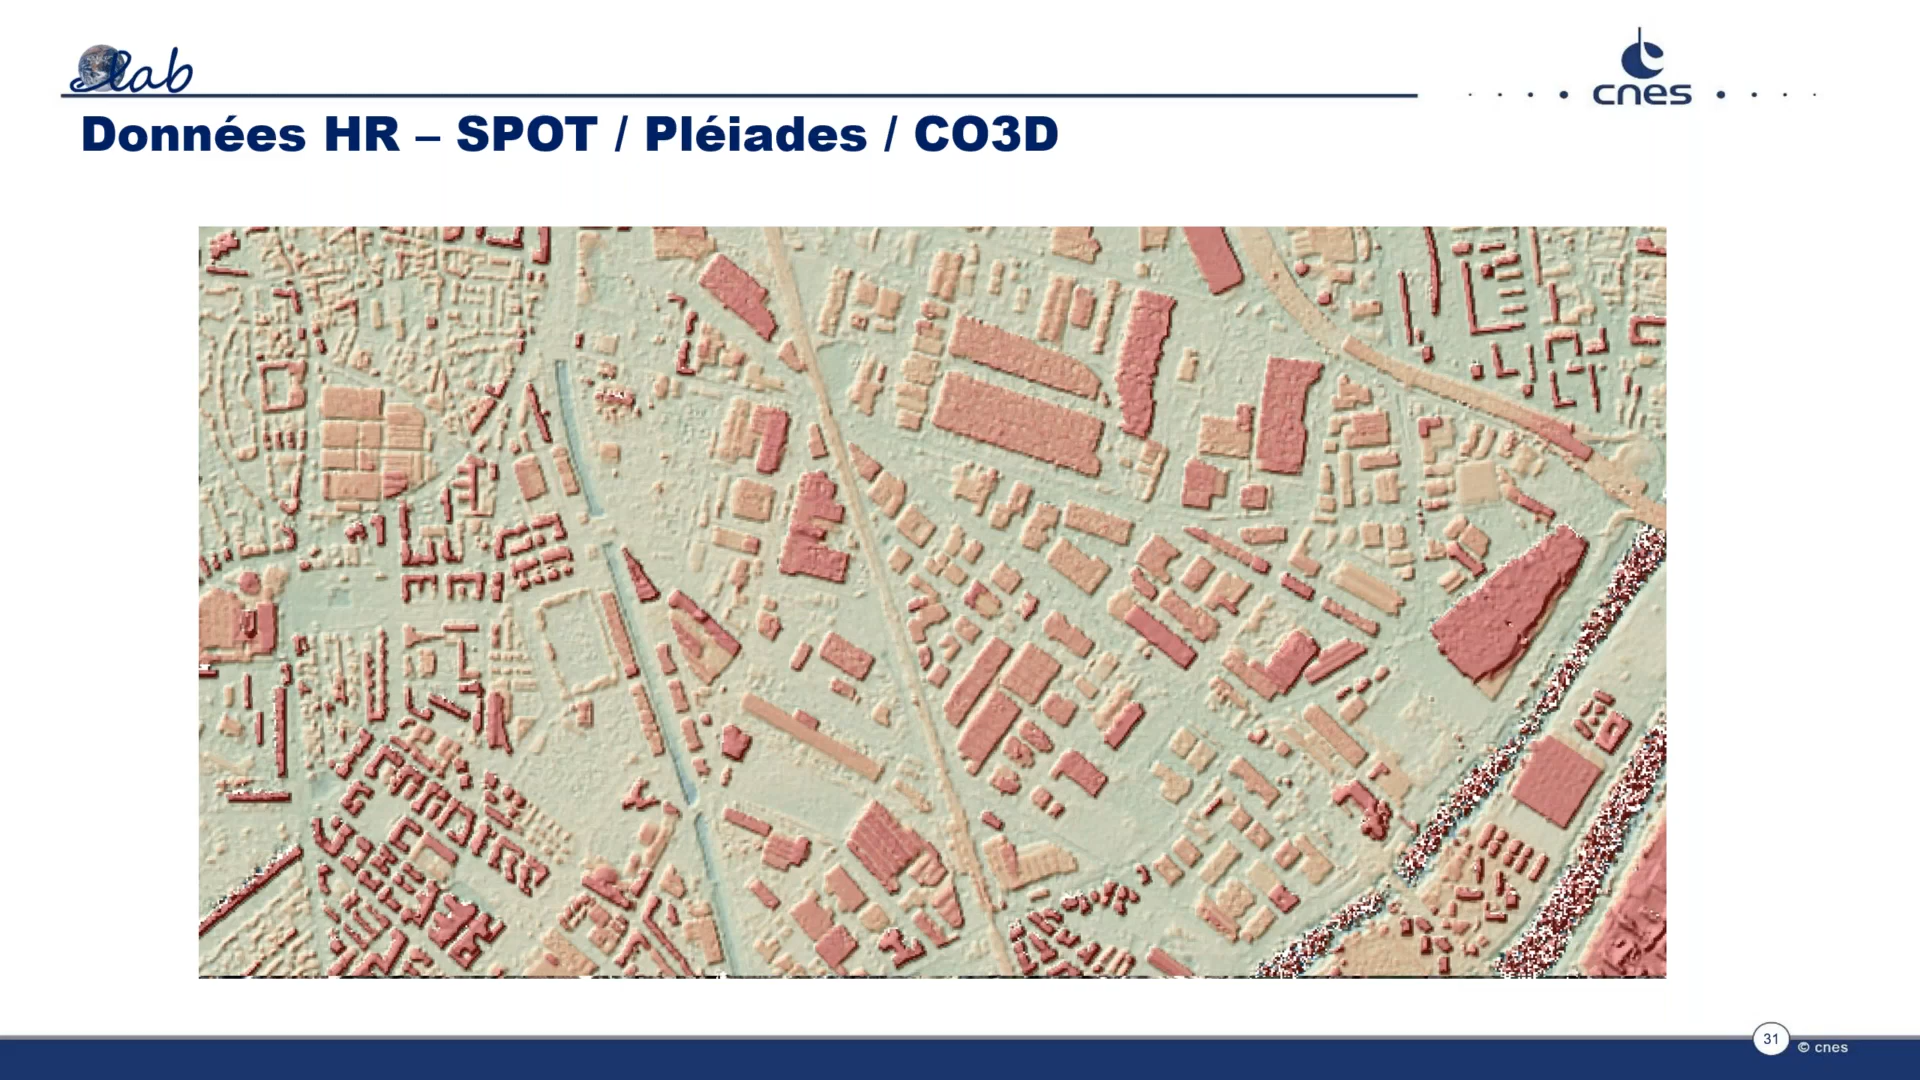 lab
cnes
Données HR – SPOT / Pléiades / CO3D
31
© cnes